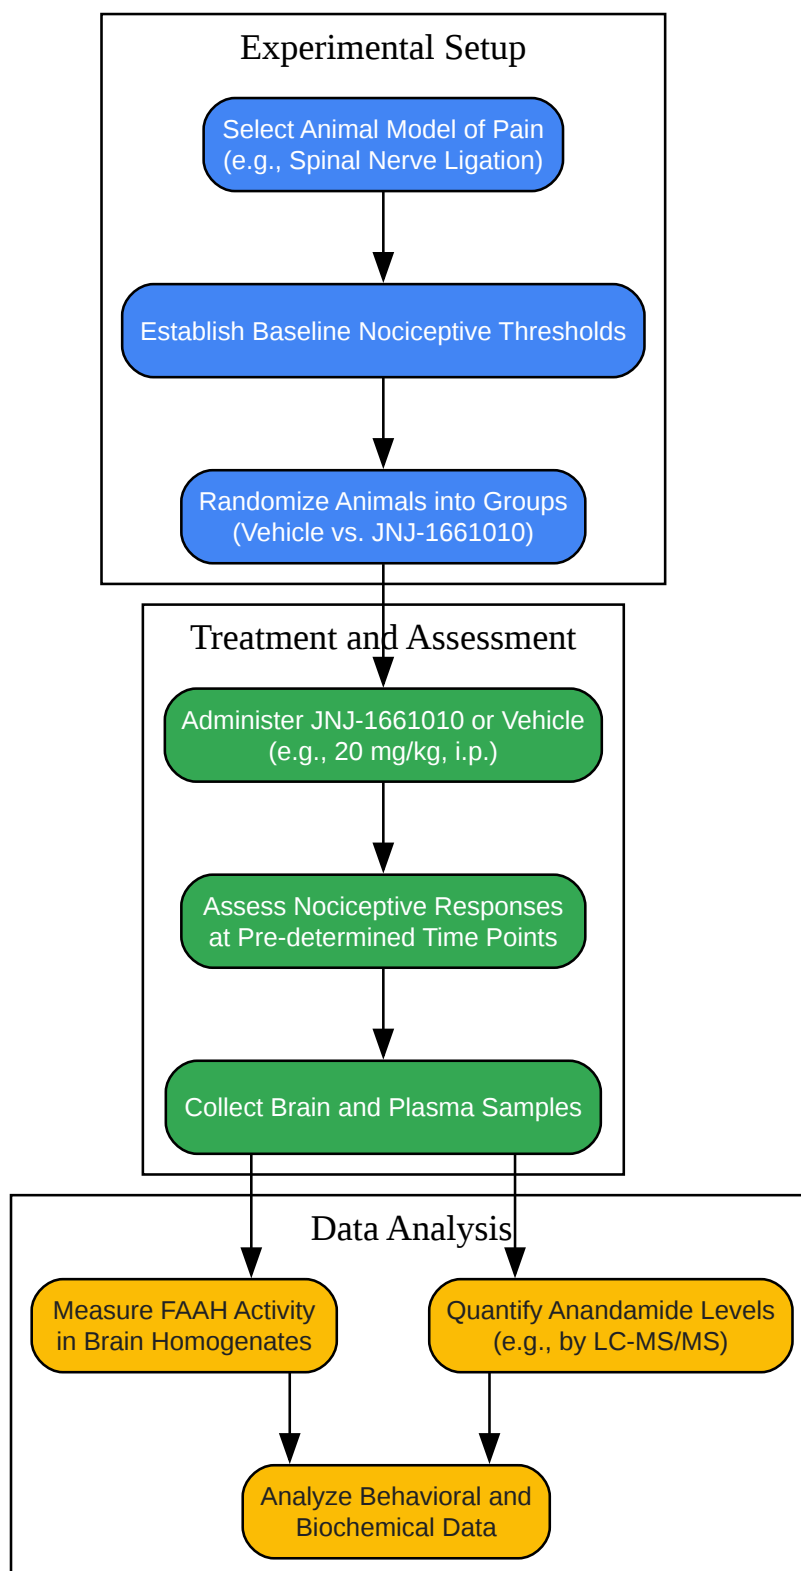 Experimental Setup
Select Animal Model of Pain
(e.g., Spinal Nerve Ligation)
Establish Baseline Nociceptive Thresholds
Randomize Animals into Groups
(Vehicle vs. JNJ-1661010)
Treatment and Assessment
Administer JNJ-1661010 or Vehicle
(e.g., 20 mg/kg, i.p.)
Assess Nociceptive Responses
at Pre-determined Time Points
Collect Brain and Plasma Samples
Data Analysis
Measure FAAH Activity
in Brain Homogenates
Quantify Anandamide Levels
(e.g., by LC-MS/MS)
Analyze Behavioral and
Biochemical Data